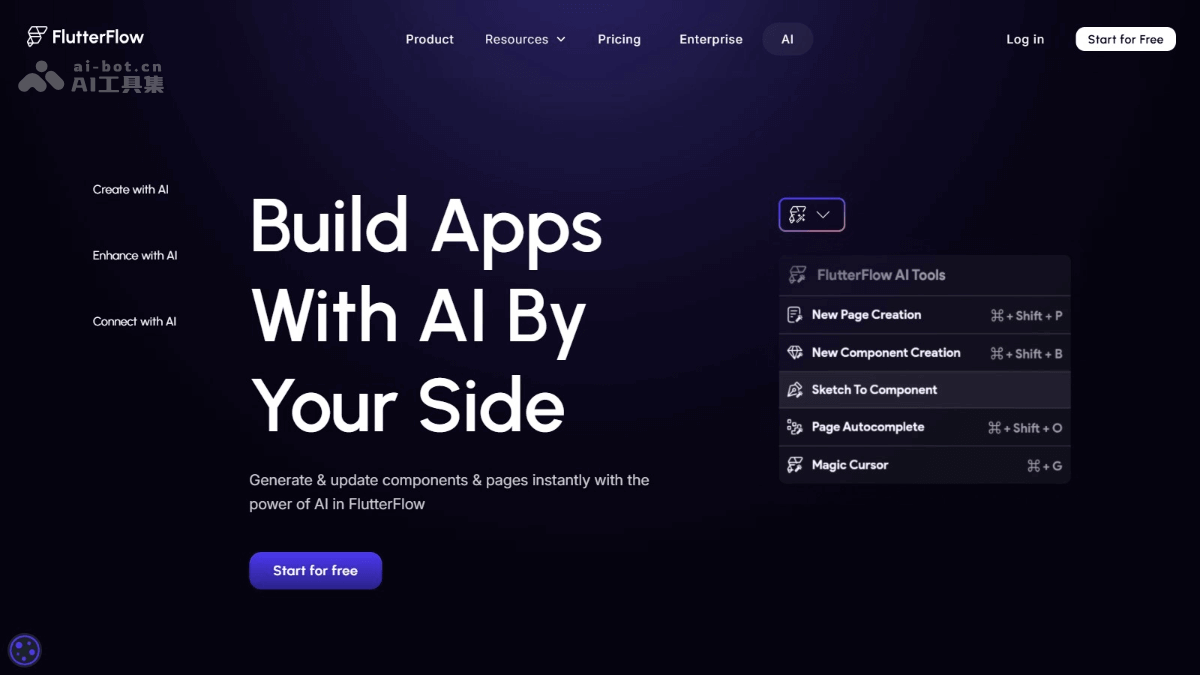 FlutterFlow
Product
Resources
Pricing
Enterprise
AI
Log in
Start for Free
ai-bot.cn
AI工具集
Create with AI
Enhance with AI
Connect with AI
Build Apps
With AI By
Your Side
Generate & update components & pages instantly with the
power of AI in FlutterFlow
Start for free
FlutterFlow AI Tools
New Page Creation ⌘ + Shift + P
New Component Creation ⌘ + Shift + B
Sketch To Component
Page Autocomplete ⌘ + Shift + O
Magic Cursor ⌘ + G